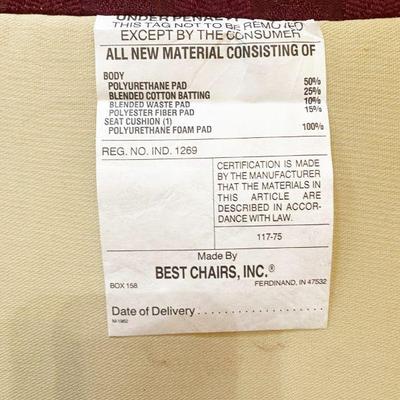 UNDER PENALTY
THIS TAG NOT TO BE REMOVED
EXCEPT BY THE CONSUMER
ALL NEW MATERIAL CONSISTING OF
BODY
POLYURETHANE PAD 50%
BLENDED COTTON BATTING 25%
BLENDED WASTE PAD 10%
POLYESTER FIBER PAD 15%
SEAT CUSHION (1)
POLYURETHANE FOAM PAD 100%
REG. NO. IND. 1269
CERTIFICATION IS MADE
BY THE MANUFACTURER
THAT THE MATERIALS IN
THIS ARTICLE ARE
DESCRIBED IN ACCOR-
DANCE WITH LAW.
117-75
Made By
BEST CHAIRS, INC.®
BOX 158 FERDINAND, IN 47532
Date of Delivery ......................